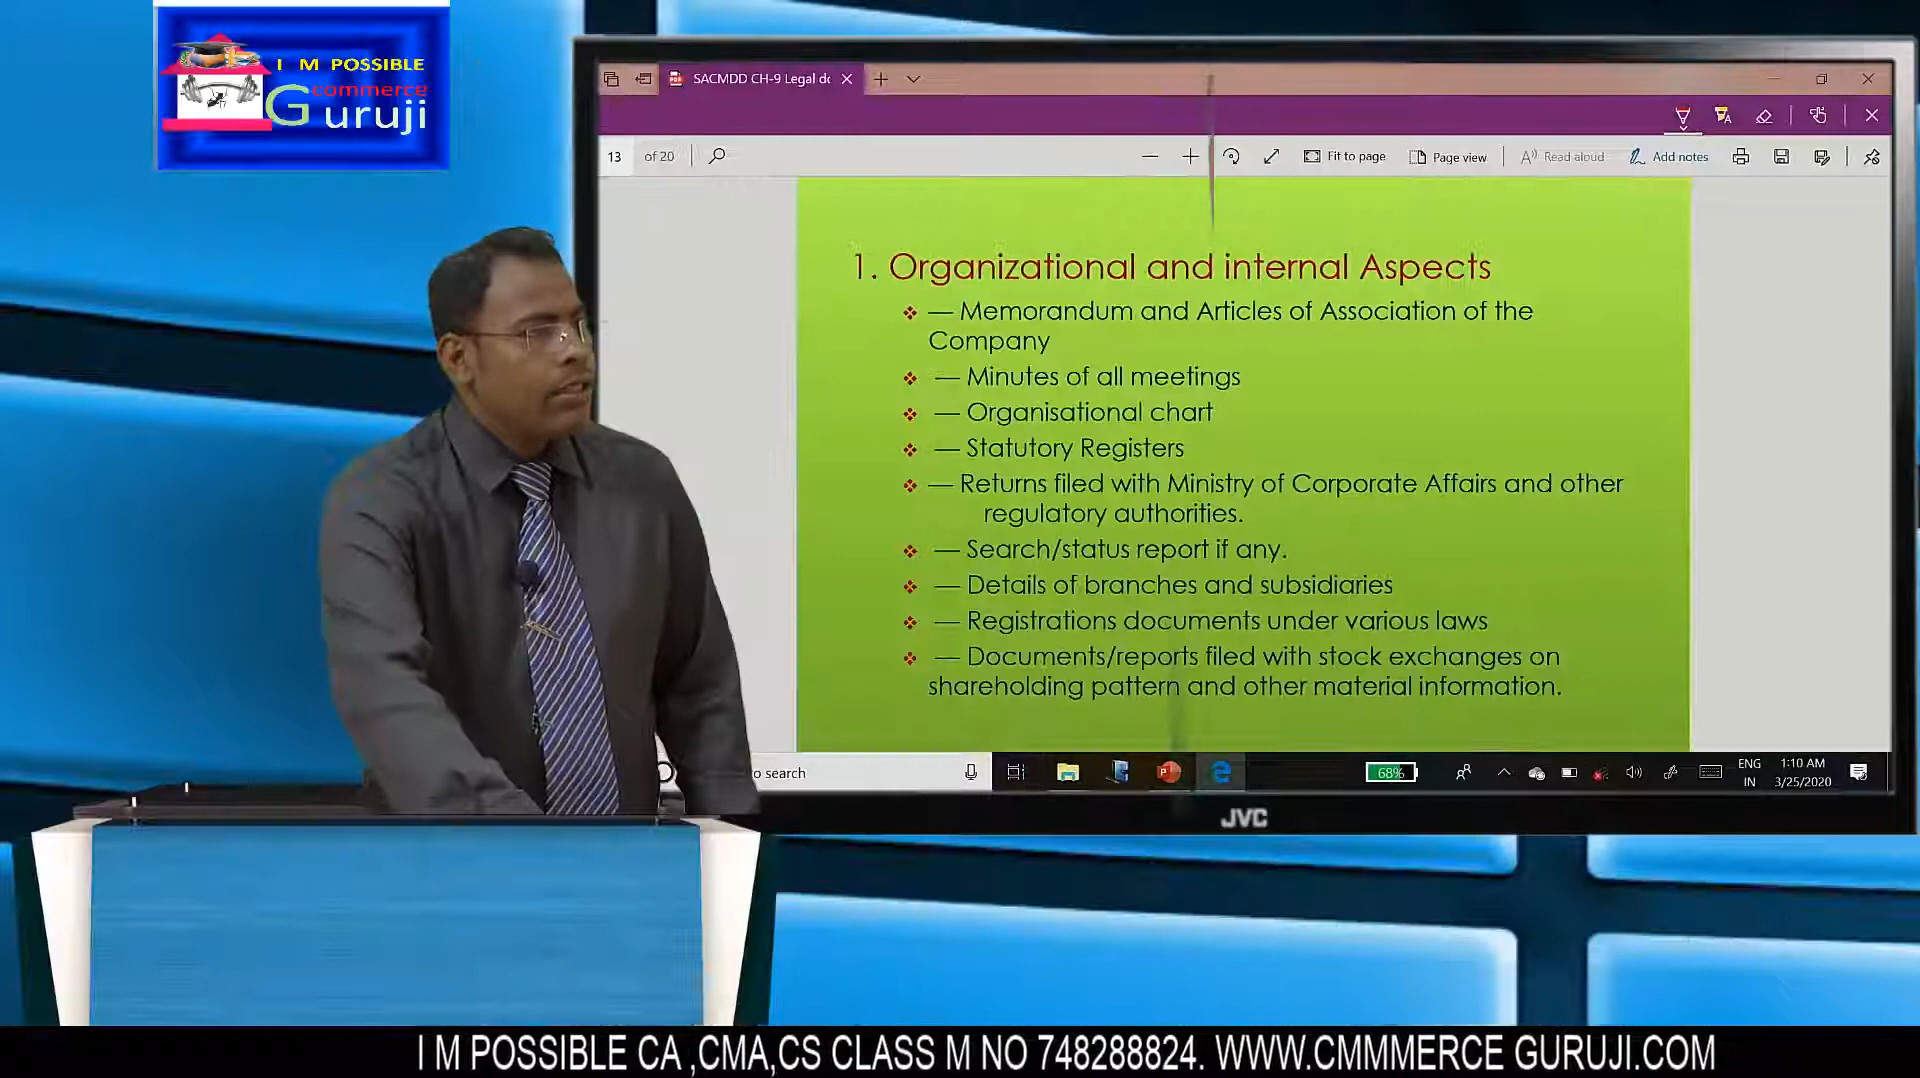 I M POSSIBLE
commerce
Guruji
SACMDD CH-9 Legal dc
13 of 20
Fit to page
Page view
Read aloud
Add notes
1. Organizational and internal Aspects
— Memorandum and Articles of Association of the
Company
— Minutes of all meetings
— Organisational chart
— Statutory Registers
— Returns filed with Ministry of Corporate Affairs and other
regulatory authorities.
— Search/status report if any.
— Details of branches and subsidiaries
— Registrations documents under various laws
— Documents/reports filed with stock exchanges on
shareholding pattern and other material information.
to search
68%
ENG
IN
1:10 AM
3/25/2020
JVC
I M POSSIBLE CA ,CMA,CS CLASS M NO 748288824. WWW.CMMMERCE GURUJI.COM